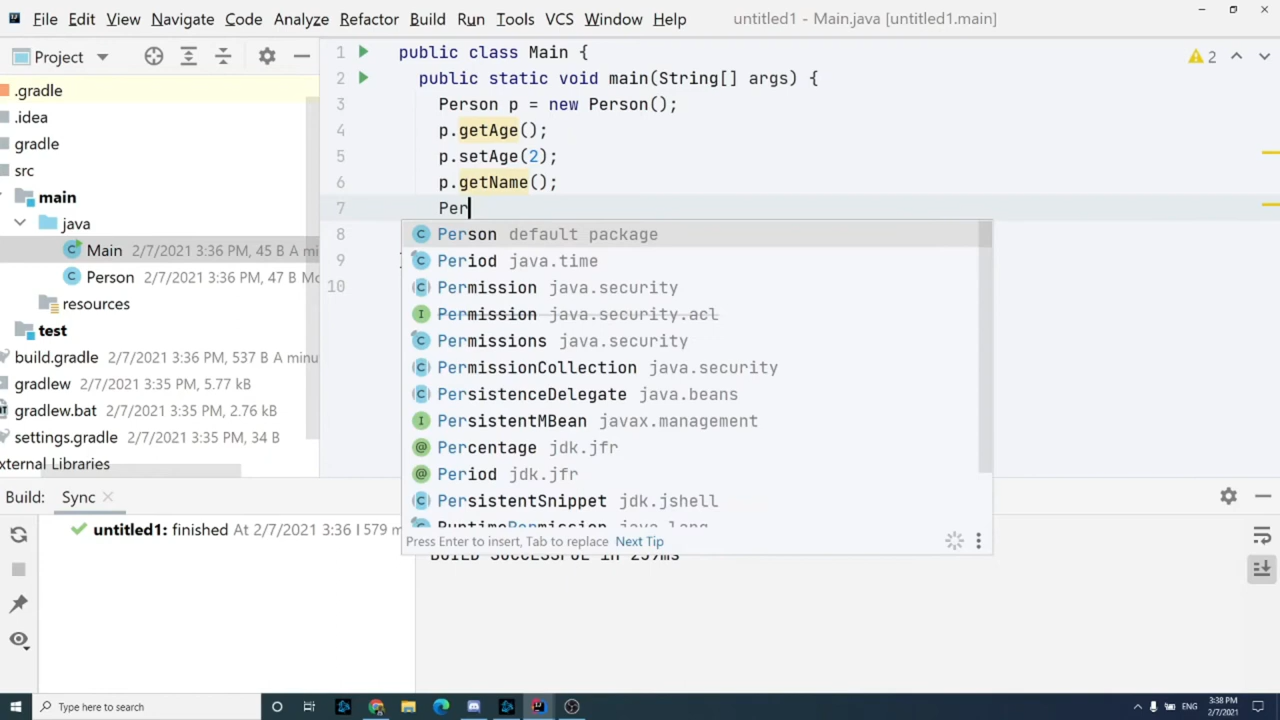 File Edit View Navigate Code Analyze Refactor Build Run Tools VCS Window Help untitled1 - Main.java [untitled1.main]
Project
1 public class Main {
2 public static void main(String[] args) {
3 Person p = new Person();
4 p.getAge();
5 p.setAge(2);
6 p.getName();
7 Per
8
9
10
2
.gradle
.idea
gradle
src
main
java
Main 2/7/2021 3:36 PM, 45 B A mi
Person 2/7/2021 3:36 PM, 47 B Mo
resources
test
build.gradle 2/7/2021 3:36 PM, 537 B A minu
gradlew 2/7/2021 3:35 PM, 5.77 kB
gradlew.bat 2/7/2021 3:35 PM, 2.76 kB
settings.gradle 2/7/2021 3:35 PM, 34 B
xternal Libraries
Person default package
Period java.time
Permission java.security
Permission java.security.acl
Permissions java.security
PermissionCollection java.security
PersistenceDelegate java.beans
PersistentMBean javax.management
Percentage jdk.jfr
Period jdk.jfr
PersistentSnippet jdk.jshell
RuntimePermission java.lang
Press Enter to insert, Tab to replace Next Tip
Build: Sync
untitled1: finished At 2/7/2021 3:36 579 m
BUILD SUCCESSFUL in 257ms
Type here to search
ENG
3:38 PM
2/7/2021